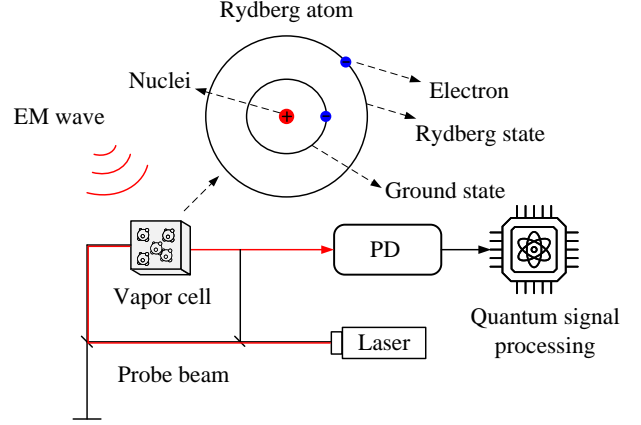 Rydberg atom
Nuclei
Electron
EM wave
Rydberg state
Ground state
+
-
-
PD
Vapor cell
Quantum signal
processing
Laser
Probe beam